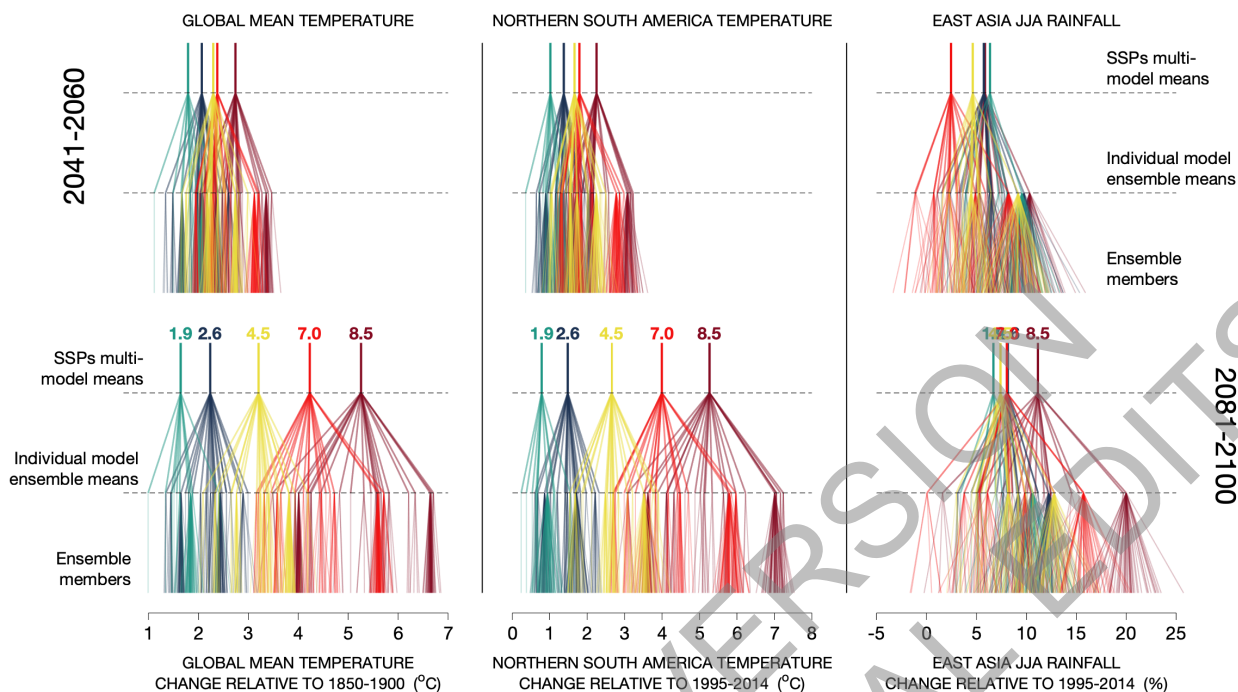 GLOBAL MEAN TEMPERATURE
NORTHERN SOUTH AMERICA TEMPERATURE
EAST ASIA JJA RAINFALL
2041-2060
SSPs multi-
model means
Individual model
ensemble means
Ensemble
members
1.9 2.6 4.5 7.0 8.5
1.9 2.6 4.5 7.0 8.5
8.5
SSPs multi-
model means
Individual model
ensemble means
Ensemble
members
2081-2100
VERSION
AL EDITS
1 2 3 4 5 6 7
0 1 2 3 4 5 6 7 8
-5 0 5 10 15 20 25
GLOBAL MEAN TEMPERATURE
CHANGE RELATIVE TO 1850-1900 (°C)
NORTHERN SOUTH AMERICA TEMPERATURE
CHANGE RELATIVE TO 1995-2014 (°C)
EAST ASIA JJA RAINFALL
CHANGE RELATIVE TO 1995-2014 (%)